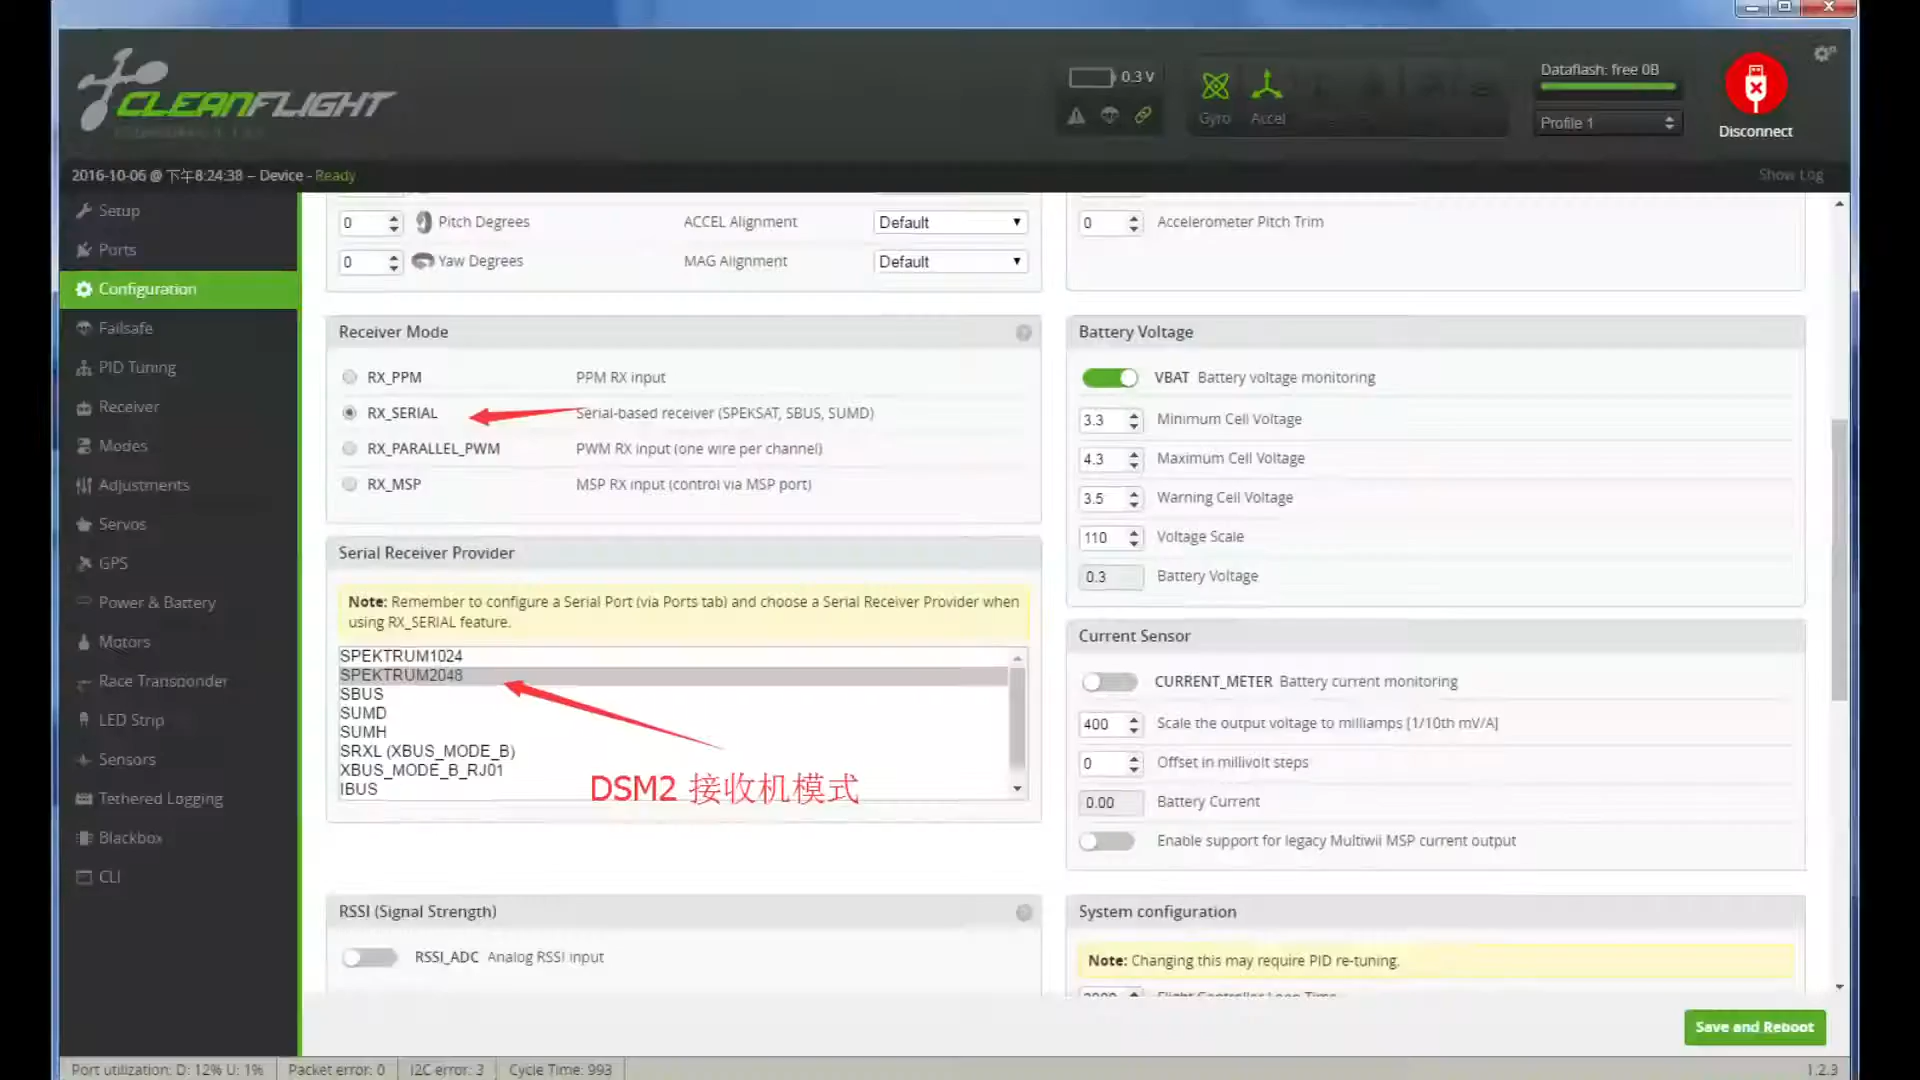 CLEANFLIGHT
0.3 V
Gyro
Accel
Dataflash: free 0B
Profile 1
Disconnect
2016-10-06 @ 下午8:24:38 -- Device - Ready
Show Log
Setup
Ports
Configuration
Failsafe
PID Tuning
Receiver
Modes
Adjustments
Servos
GPS
Power & Battery
Motors
Race Transponder
LED Strip
Sensors
Tethered Logging
Blackbox
CLI
0 Pitch Degrees ACCEL Alignment Default
0 Yaw Degrees MAG Alignment Default
0 Accelerometer Pitch Trim
Receiver Mode
RX_PPM PPM RX input
RX_SERIAL Serial-based receiver (SPEKSAT, SBUS, SUMD)
RX_PARALLEL_PWM PWM RX input (one wire per channel)
RX_MSP MSP RX input (control via MSP port)
Serial Receiver Provider
Note: Remember to configure a Serial Port (via Ports tab) and choose a Serial Receiver Provider when
using RX_SERIAL feature.
SPEKTRUM1024
SPEKTRUM2048
SBUS
SUMD
SUMH
SRXL (XBUS_MODE_B)
XBUS_MODE_B_RJ01
IBUS
DSM2 接收机模式
RSSI (Signal Strength)
RSSI_ADC Analog RSSI input
Battery Voltage
VBAT Battery voltage monitoring
3.3 Minimum Cell Voltage
4.3 Maximum Cell Voltage
3.5 Warning Cell Voltage
110 Voltage Scale
0.3 Battery Voltage
Current Sensor
CURRENT_METER Battery current monitoring
400 Scale the output voltage to milliamps [1/10th mV/A]
0 Offset in millivolt steps
0.00 Battery Current
Enable support for legacy Multiwii MSP current output
System configuration
Note: Changing this may require PID re-tuning.
Flight Controller Loop Time
Save and Reboot
Port utilization: D: 12% U: 1%
Packet error: 0
I2C error: 3
Cycle Time: 993
1.2.3